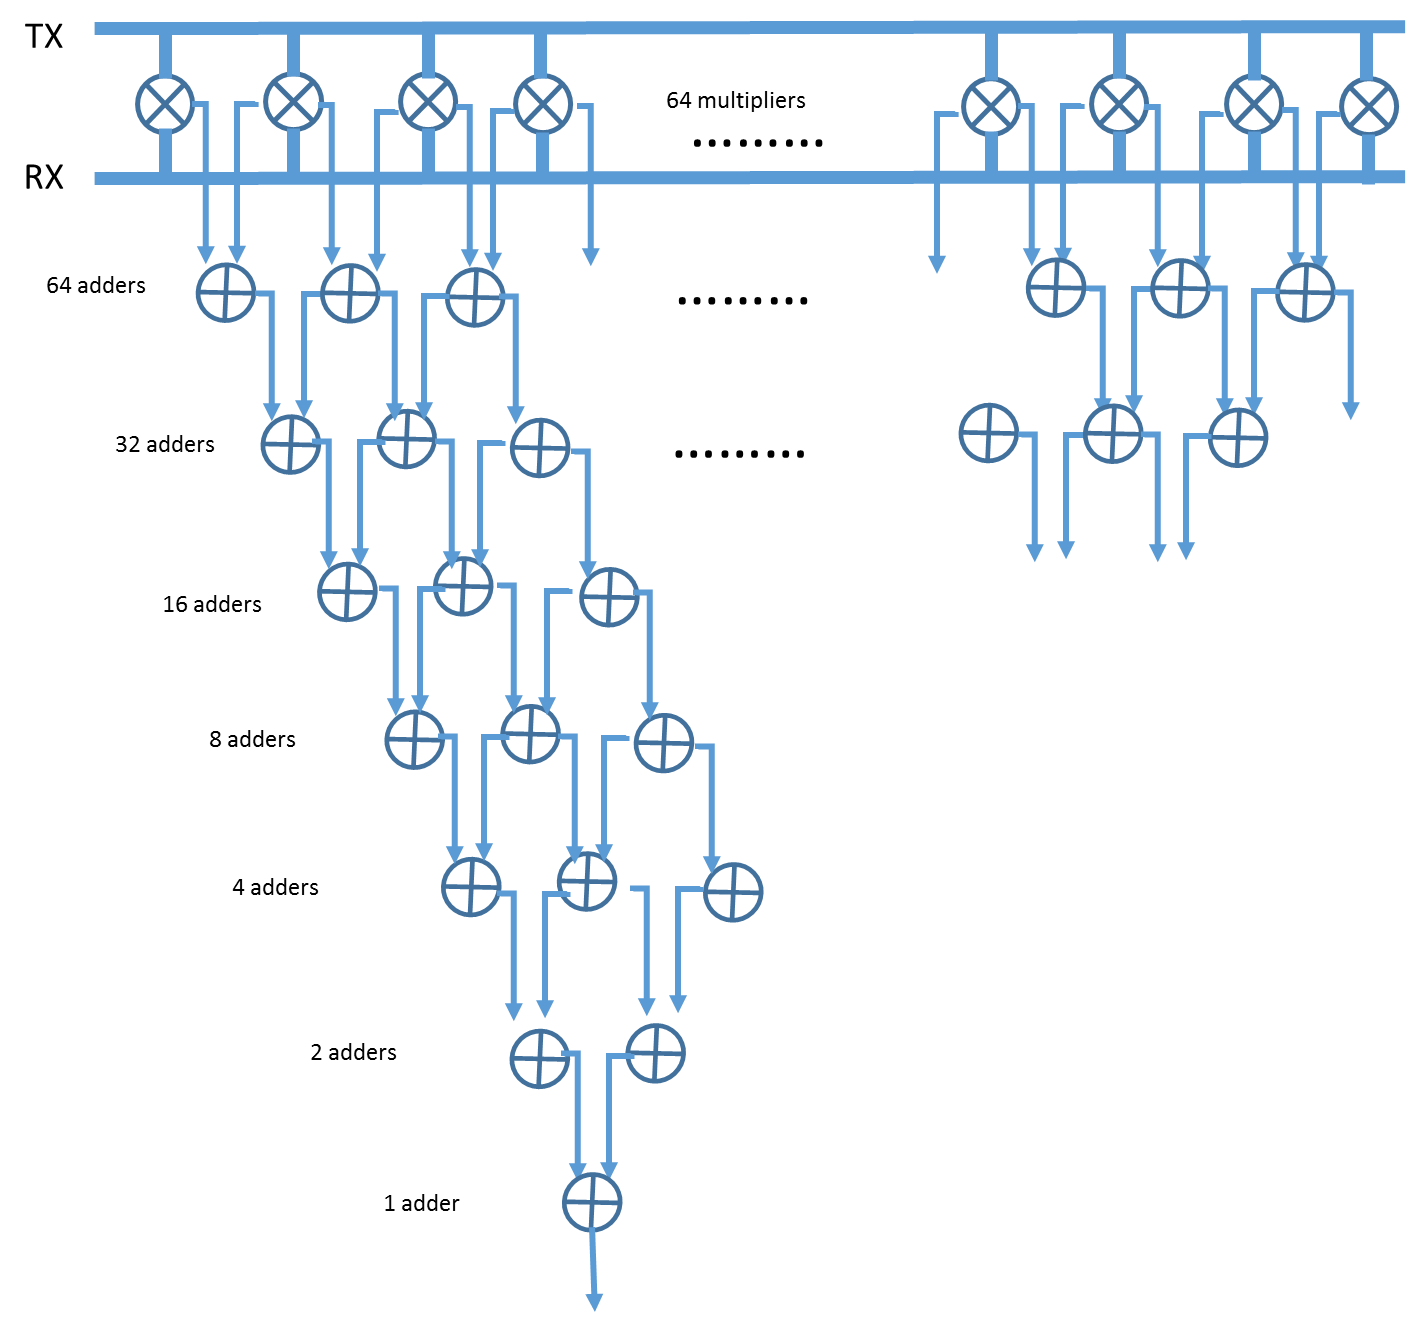 TX
64 multipliers
RX
64 adders
32 adders
16 adders
8 adders
4 adders
2 adders
1 adder